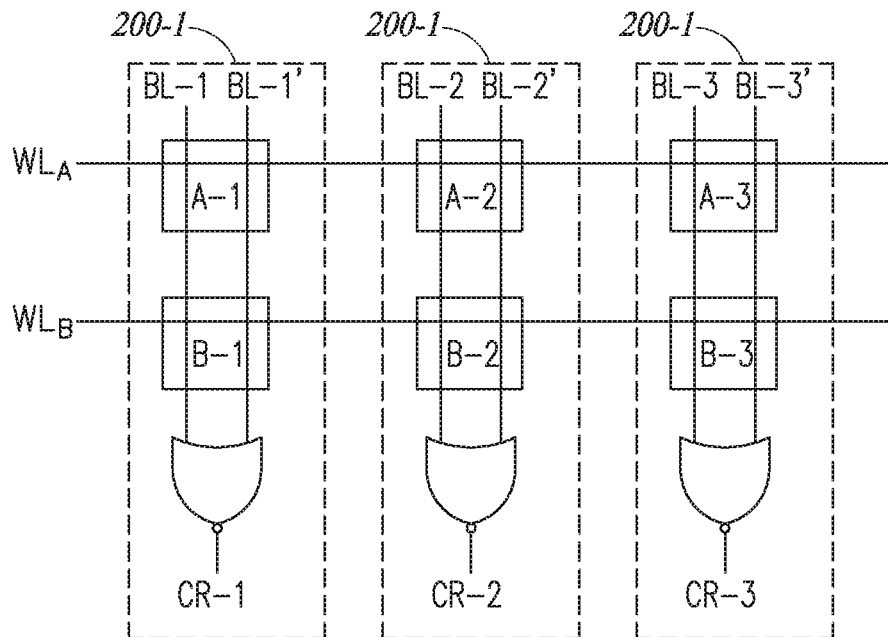 200-1 200-1 200-1
BL-1 BL-1' BL-2 BL-2' BL-3 BL-3'
WLA
A-1 A-2 A-3
WLB
B-1 B-2 B-3
CR-1 CR-2 CR-3